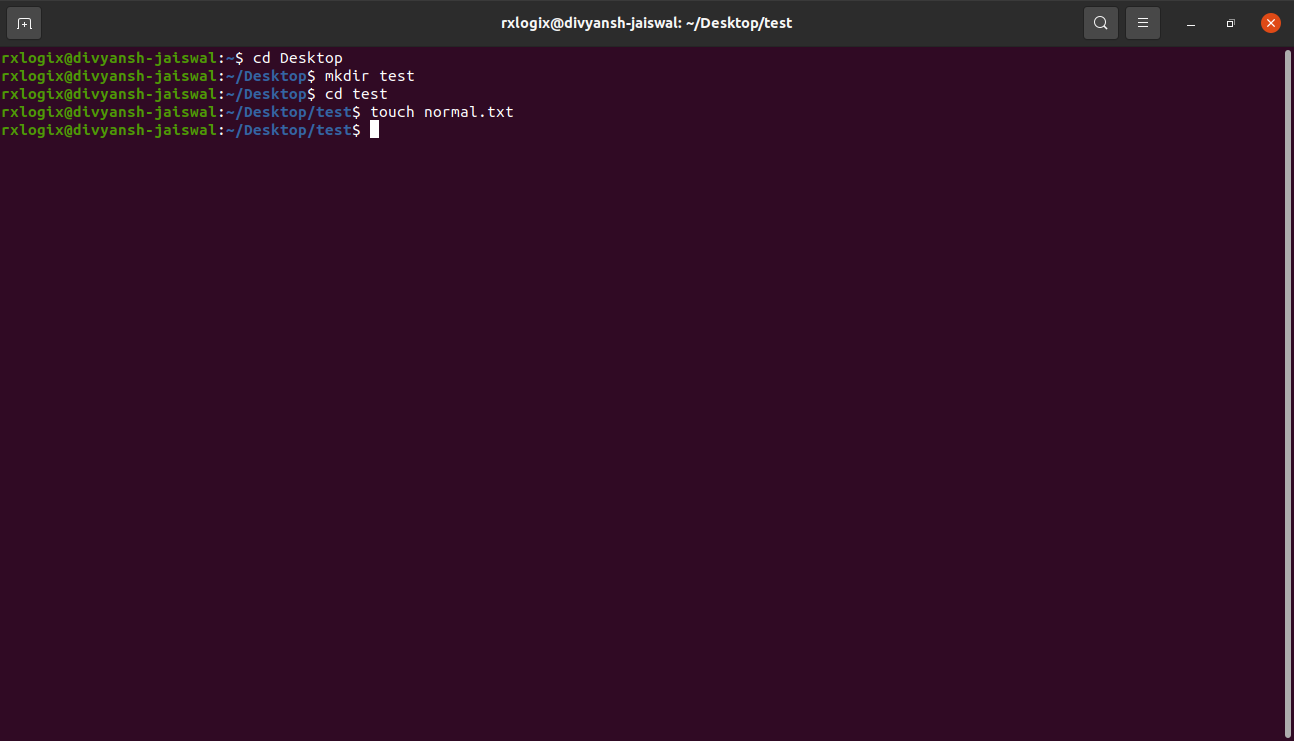 rxlogix@divyansh-jaiswal: ~/Desktop/test
rxlogix@divyansh-jaiswal:~$ cd Desktop
rxlogix@divyansh-jaiswal:~/Desktop$ mkdir test
rxlogix@divyansh-jaiswal:~/Desktop$ cd test
rxlogix@divyansh-jaiswal:~/Desktop/test$ touch normal.txt
rxlogix@divyansh-jaiswal:~/Desktop/test$